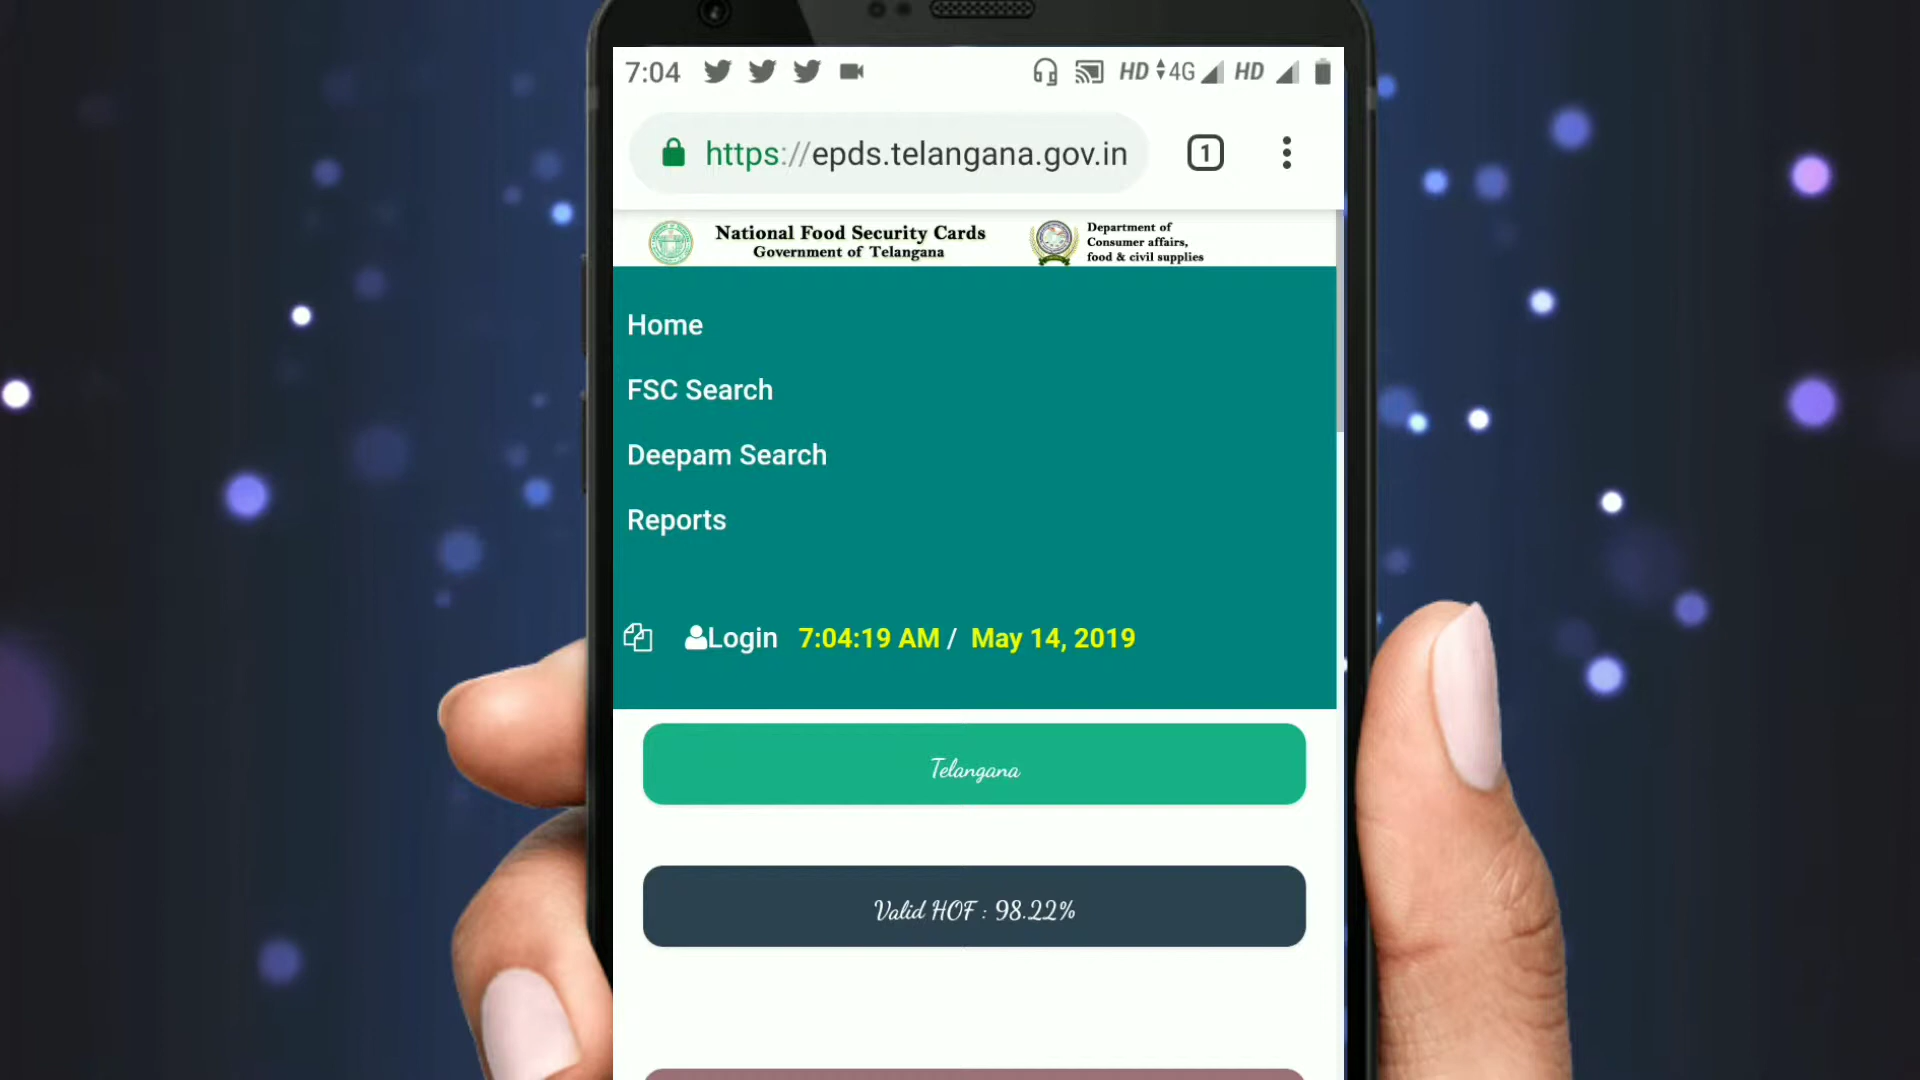 7:04 HD 4G HD
https://epds.telangana.gov.in 1
National Food Security Cards
Government of Telangana
Department of
Consumer affairs,
food & civil supplies
Home
FSC Search
Deepam Search
Reports
Login 7:04:19 AM / May 14, 2019
Telangana
Valid HOF : 98.22%